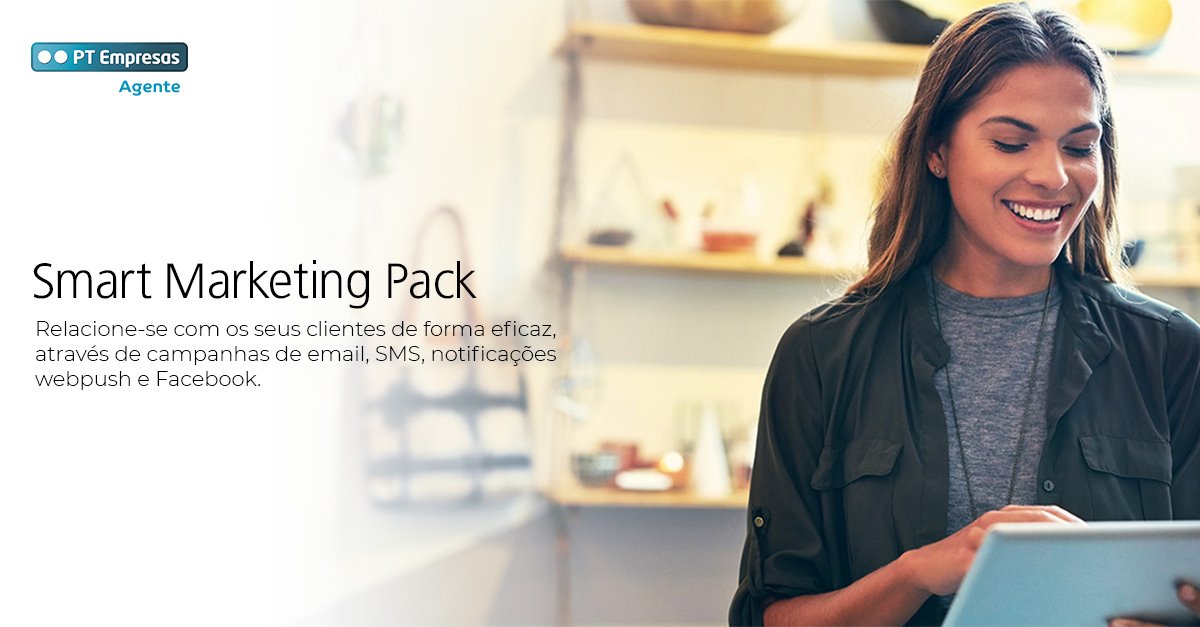 PT Empresas
Agente
Smart Marketing Pack
Relacione-se com os seus clientes de forma eficaz,
através de campanhas de email, SMS, notificações
webpush e Facebook.